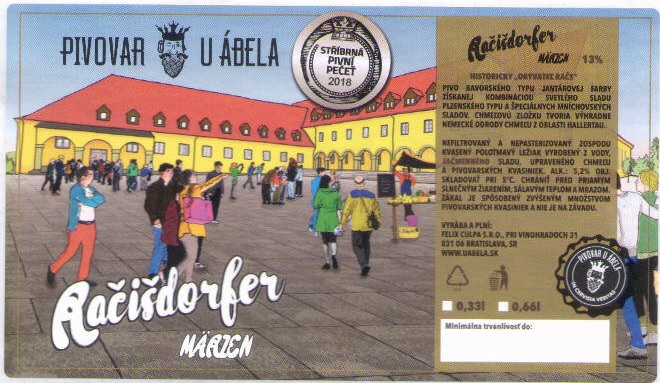 PIVOVAR U ÁBELA
STŘÍBRNÁ
PIVNÍ
PEČEŤ
2018
Račišdorfer
MÄRZEN
Račišdorfer
MÄRZEN 13%
HISTORICKÝ „OBYVATEĽ RAČE"
PIVO BAVORSKÉHO TYPU JANTÁROVEJ FARBY
ZÍSKANEJ KOMBINÁCIOU SVETLÉHO SLADU
PLZENSKÉHO TYPU A ŠPECIÁLNYCH MNÍCHOVSKÝCH
SLADOV. CHMEĽOVÚ ZLOŽKU TVORIA VÝHRADNE
NEMECKÉ ODRODY CHMEĽU Z OBLASTI HALLERTAU.
NEFILTROVANÝ A NEPASTERIZOVANÝ ZOSPODU
KVASENÝ POLOTMAVÝ LEŽIAK VYROBENÝ Z VODY,
JAČMENNÉHO SLADU, UPRAVENÉHO CHMEĽU
A PIVOVARSKÝCH KVASINIEK. ALK.: 5,2% OBJ.
SKLADOVAŤ PRI 5°C. CHRÁNIŤ PRED PRIAMYM
SLNEČNÝM ŽIARENÍM, SÁLAVÝM TEPLOM A MRAZOM.
ZÁKAL JE SPÔSOBENÝ ZVÝŠENÝM MNOŽSTVOM
PIVOVARSKÝCH KVASINIEK A NIE JE NA ZÁVADU.
VYRÁBA A PLNÍ:
FELIX CULPA S.R.O., PRI VINOHRADOCH 31
831 06 BRATISLAVA, SR
WWW.UABELA.SK
PIVOVAR U ÁBELA
IN CERVISIA VERITAS
0,33l 0,66l
Minimálna trvanlivosť do: